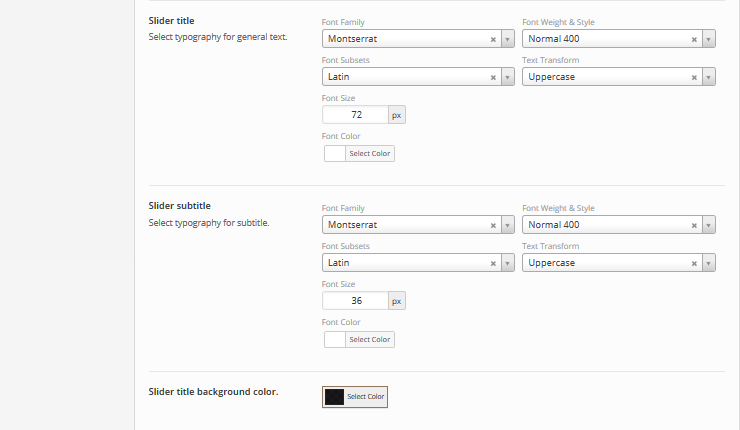 Slider title
Select typography for general text.
Font Family
Font Weight & Style
Montserrat
Normal 400
Font Subsets
Text Transform
Latin
Uppercase
Font Size
72 px
Font Color
Select Color
Slider subtitle
Select typography for subtitle.
Font Family
Font Weight & Style
Montserrat
Normal 400
Font Subsets
Text Transform
Latin
Uppercase
Font Size
36 px
Font Color
Select Color
Slider title background color.
Select Color